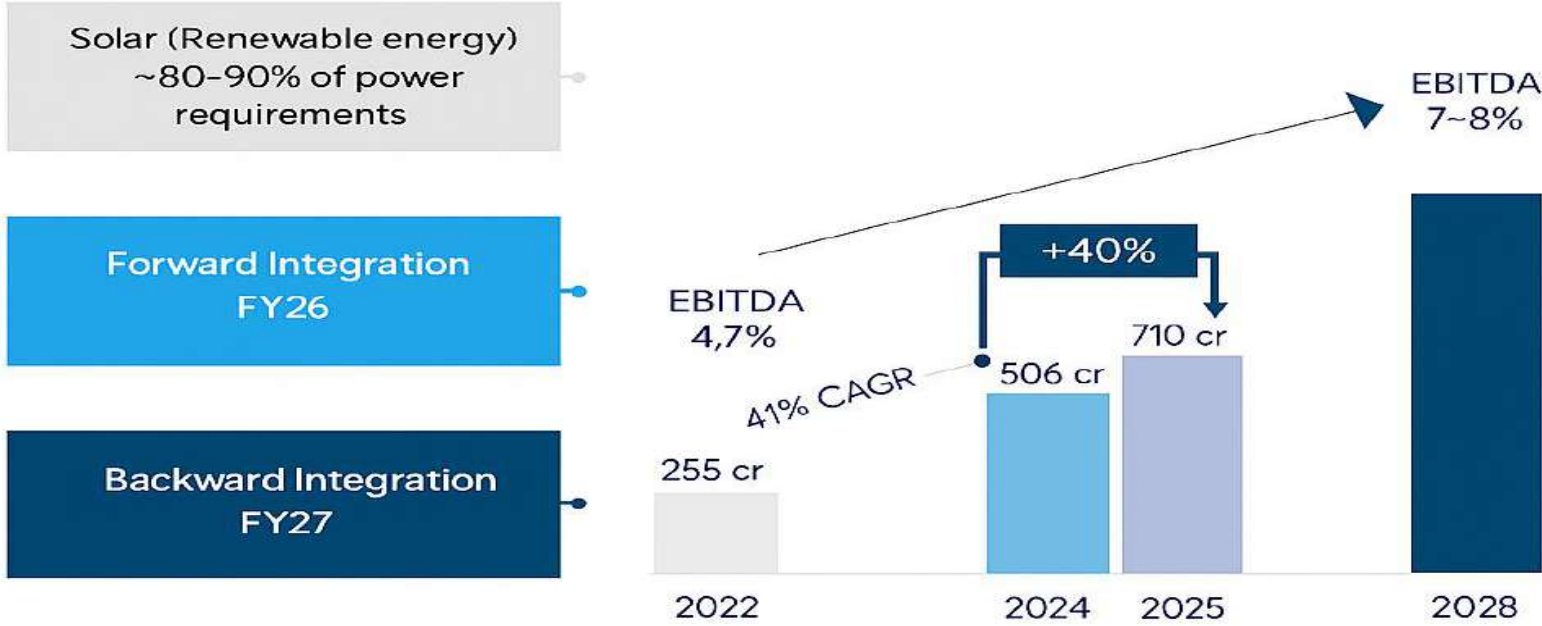 Solar (Renewable energy)
~80-90% of power
requirements
Forward Integration
FY26
Backward Integration
FY27
EBITDA
7~8%
+40%
EBITDA
4,7%
41% CAGR
255 cr
506 cr
710 cr
2022
2024
2025
2028